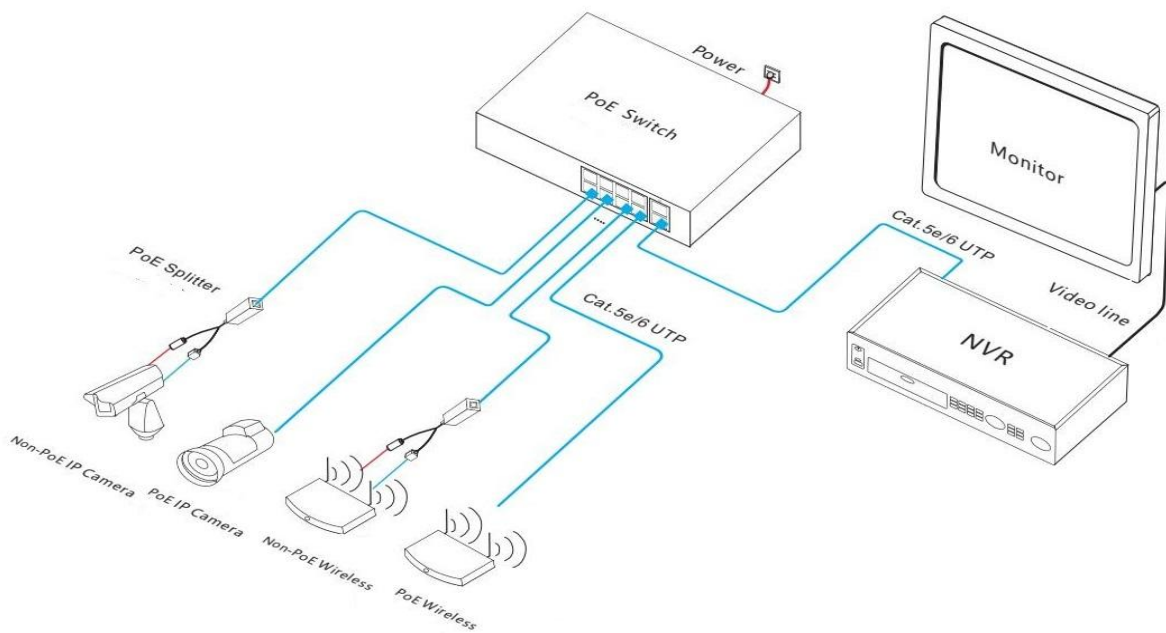 Power
PoE Switch
Monitor
Cat.5e/6 UTP
PoE Splitter
Video line
Cat.5e/6 UTP
NVR
Non-PoE IP Camera
PoE IP Camera
Non-PoE Wireless
PoE Wireless